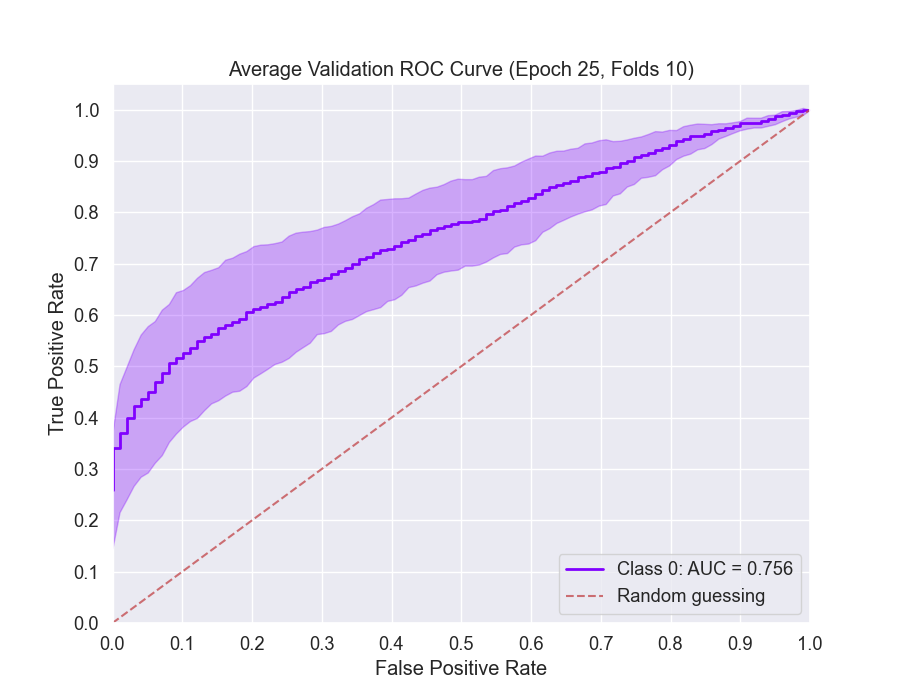 Average Validation ROC Curve (Epoch 25, Folds 10)
True Positive Rate
1.0
0.9
0.8
0.7
0.6
0.5
0.4
0.3
0.2
0.1
0.0
Class 0: AUC = 0.756
Random guessing
0.0 0.1 0.2 0.3 0.4 0.5 0.6 0.7 0.8 0.9 1.0
False Positive Rate